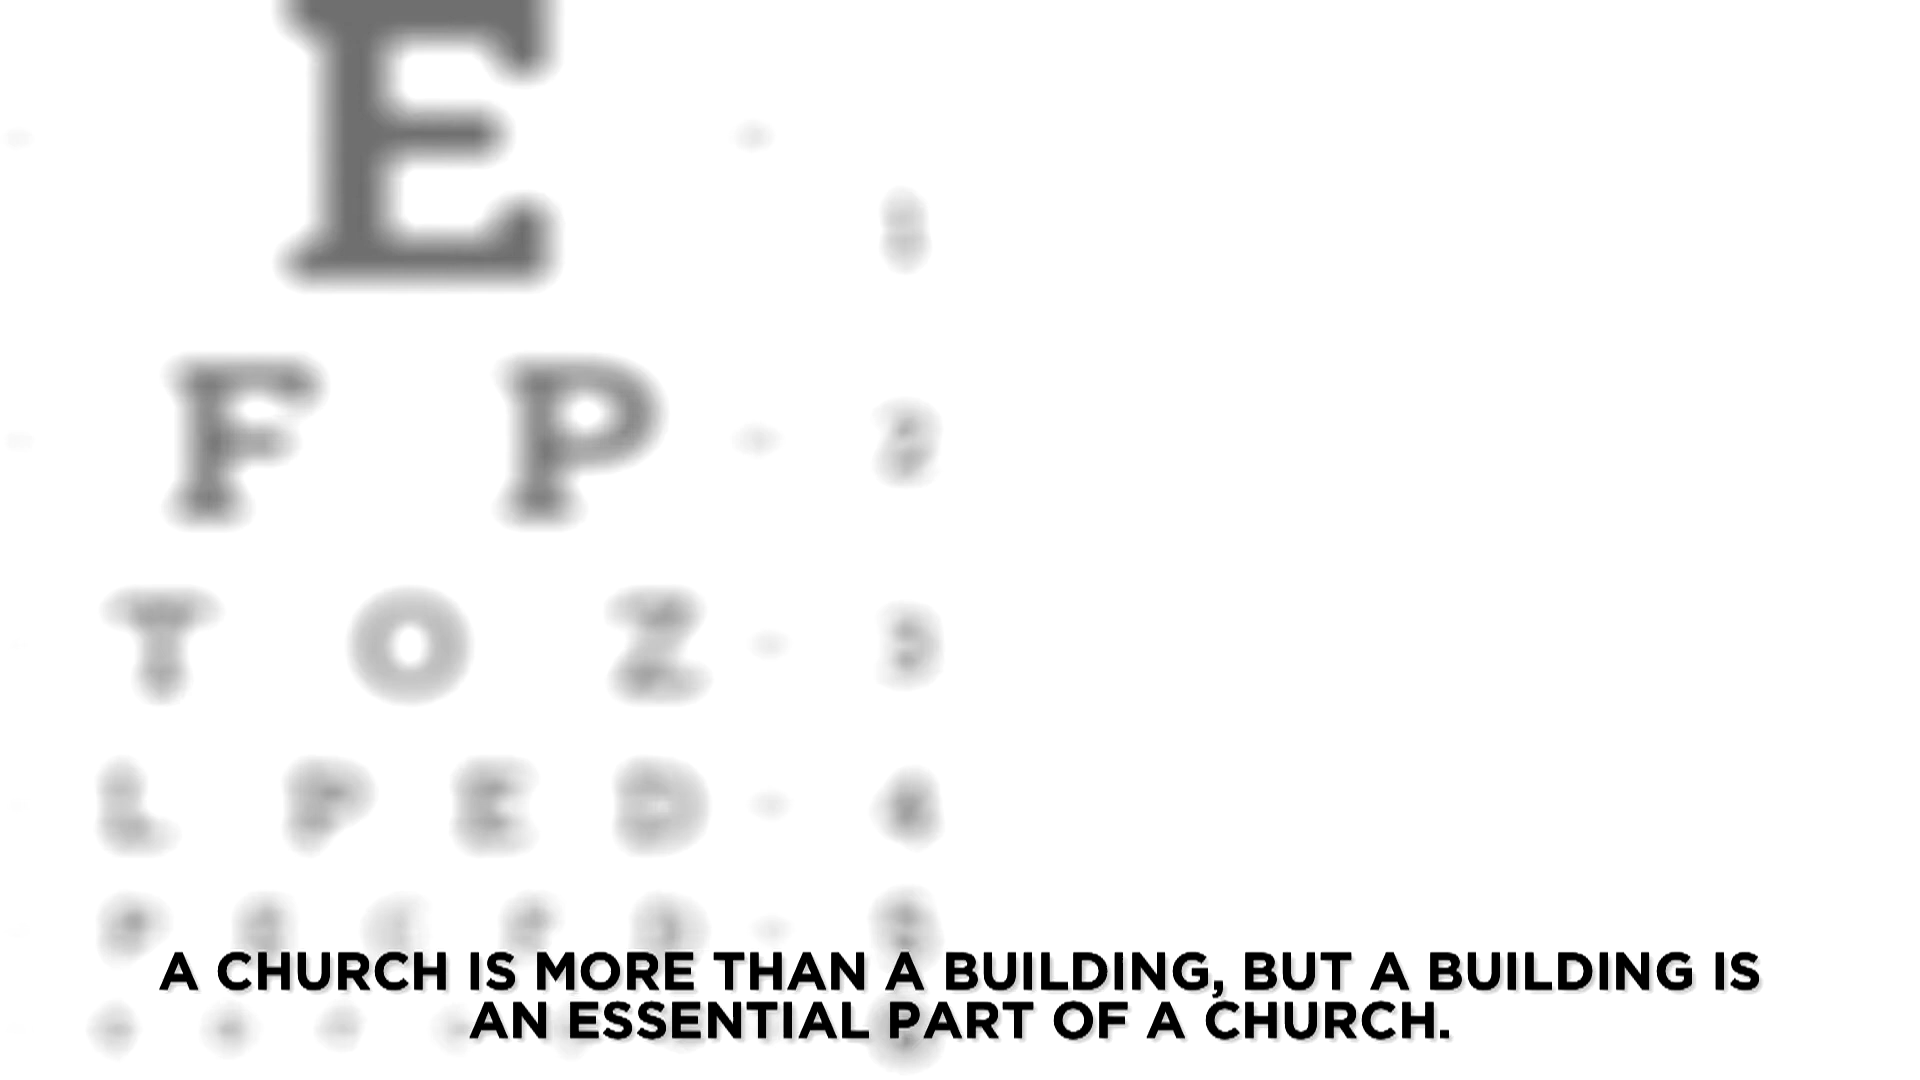 E
F P
T O Z
L P E D
A CHURCH IS MORE THAN A BUILDING, BUT A BUILDING IS
AN ESSENTIAL PART OF A CHURCH.